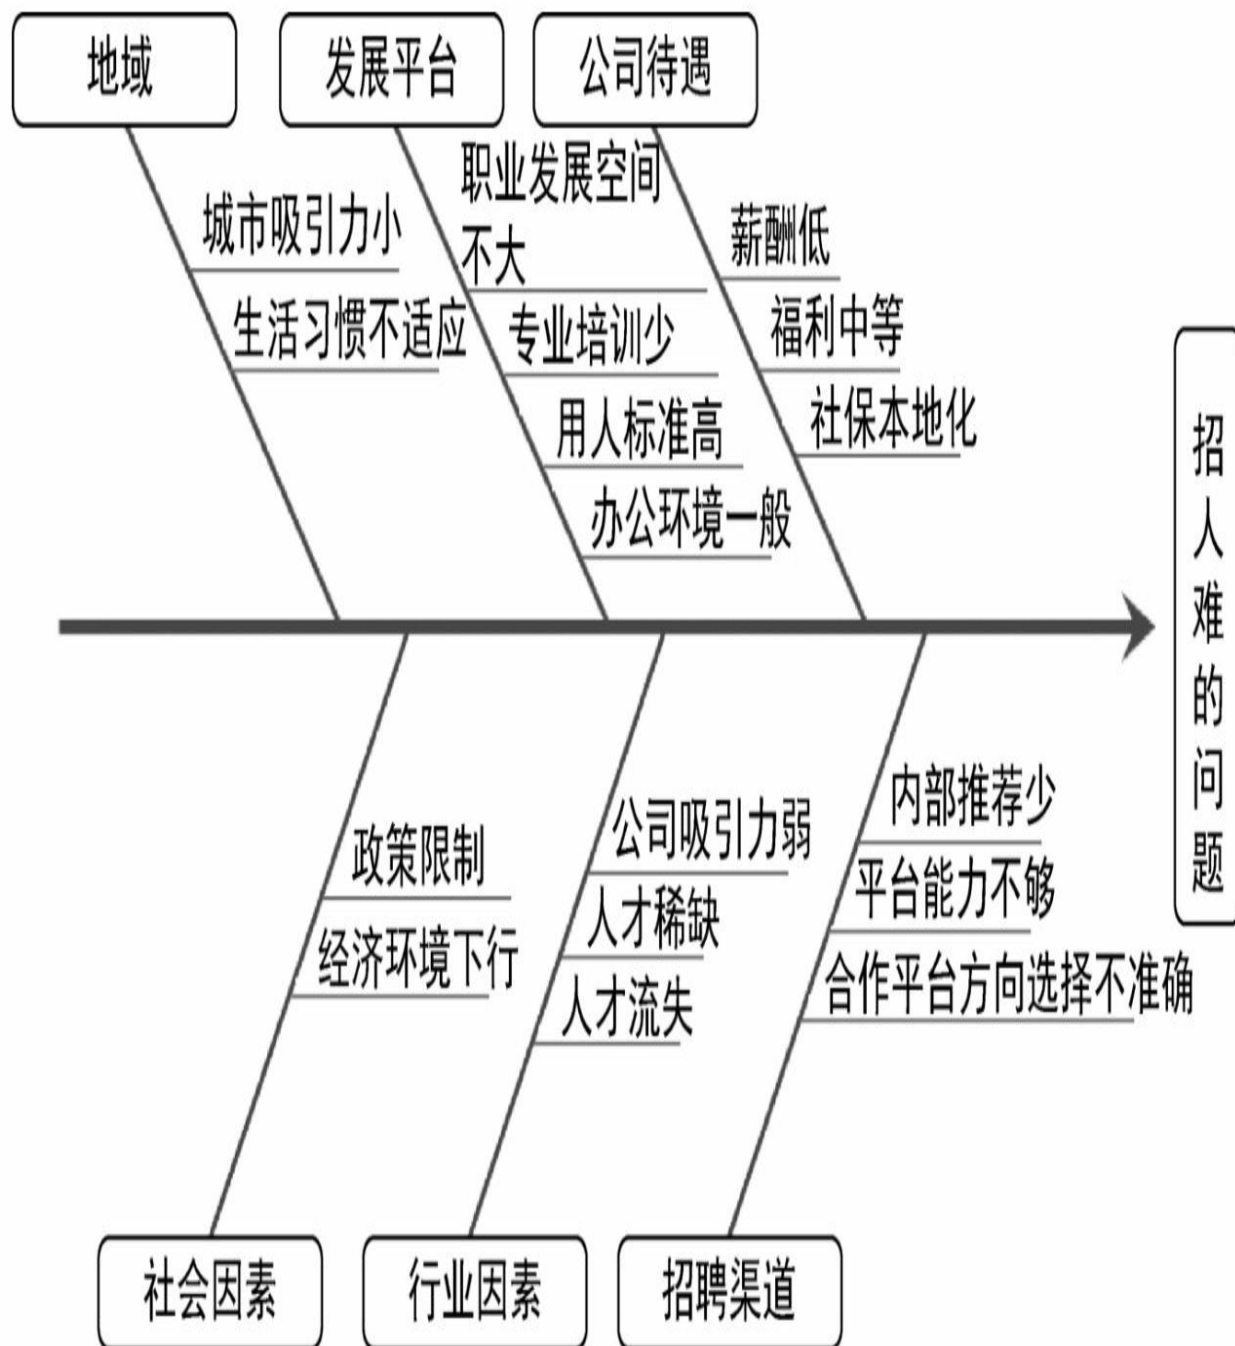 地域
发展平台
公司待遇
城市吸引力小
生活习惯不适应
职业发展空间
不大
专业培训少
用人标准高
办公环境一般
薪酬低
福利中等
社保本地化
招人难的问题
政策限制
经济环境下行
公司吸引力弱
人才稀缺
人才流失
内部推荐少
平台能力不够
合作平台方向选择不准确
社会因素
行业因素
招聘渠道